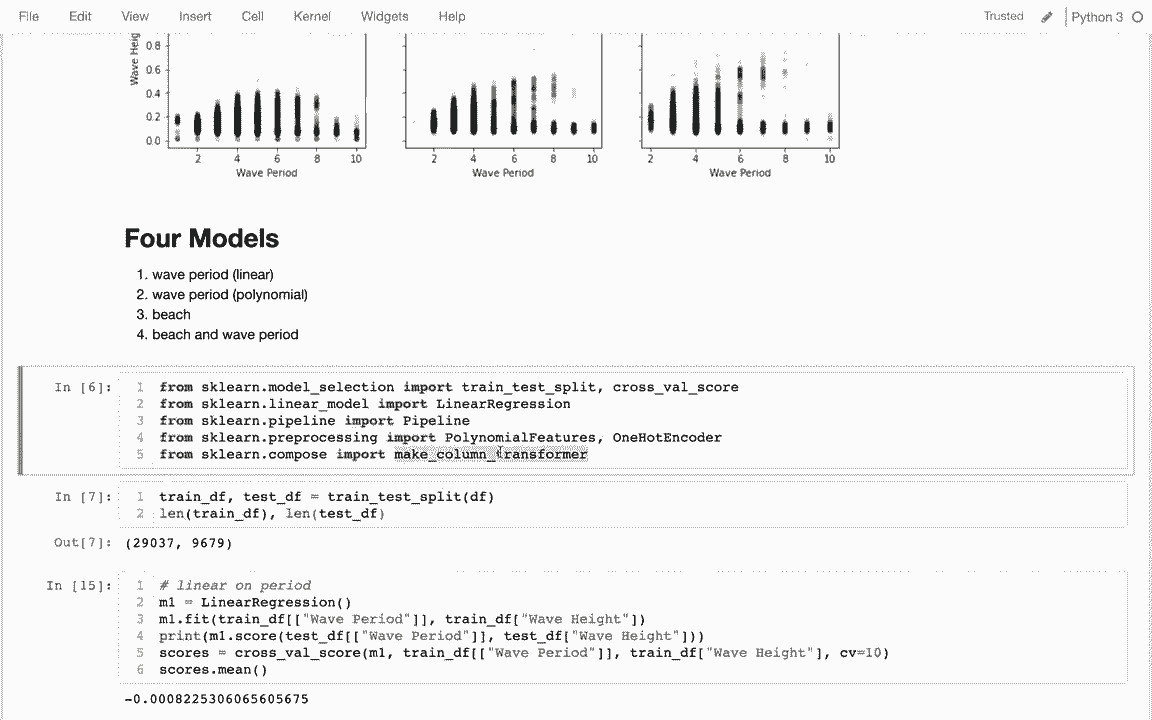 File Edit View Insert Cell Kernel Widgets Help Trusted Python 3
Wave Heig
0.8
0.6
0.4
0.2
0.0
2 4 6 8 10 2 4 6 8 10 2 4 6 8 10
Wave Period Wave Period Wave Period
Four Models
1. wave period (linear)
2. wave period (polynomial)
3. beach
4. beach and wave period
In [6]: 1 from sklearn.model_selection import train_test_split, cross_val_score
2 from sklearn.linear_model import LinearRegression
3 from sklearn.pipeline import Pipeline
4 from sklearn.preprocessing import PolynomialFeatures, OneHotEncoder
5 from sklearn.compose import make_column_transformer
In [7]: 1 train_df, test_df = train_test_split(df)
2 len(train_df), len(test_df)
Out[7]: (29037, 9679)
In [15]: 1 # linear on period
2 m1 = LinearRegression()
3 m1.fit(train_df[["Wave Period"]], train_df["Wave Height"])
4 print(m1.score(test_df[["Wave Period"]], test_df["Wave Height"]))
5 scores = cross_val_score(m1, train_df[["Wave Period"]], train_df["Wave Height"], cv=10)
6 scores.mean()
-0.0008225306065605675